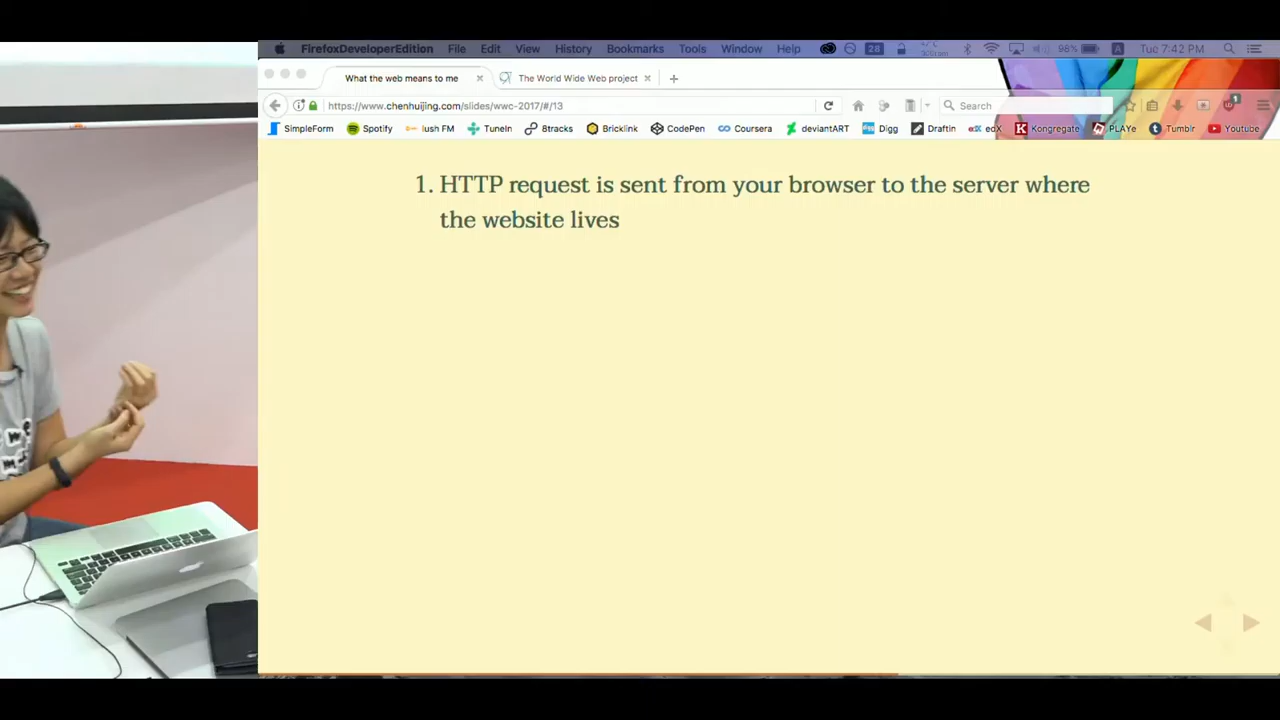 FirefoxDeveloperEdition File Edit View History Bookmarks Tools Window Help 28 98% A Tue 7:42 PM
What the web means to me The World Wide Web project
https://www.chenhuijing.com/slides/wwc-2017/#/13 Search 1
SimpleForm Spotify lush FM TuneIn 8tracks Bricklink CodePen Coursera deviantART Digg Draftin edX Kongregate PLAYe Tumblr Youtube
1. HTTP request is sent from your browser to the server where
the website lives